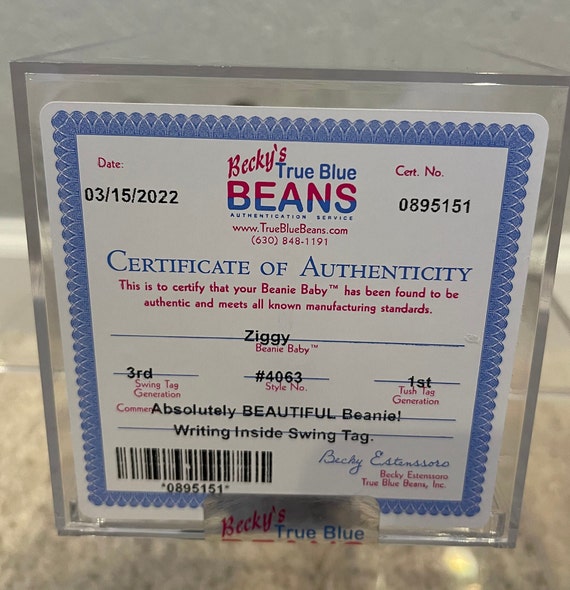 Date:
Becky's
True Blue
BEANS
AUTHENTICATION SERVICE
Cert. No.
03/15/2022
0895151
www.TrueBlueBeans.com
(630) 848-1191
CERTIFICATE OF AUTHENTICITY
This is to certify that your Beanie Baby™ has been found to be
authentic and meets all known manufacturing standards.
Ziggy
Beanie Baby™
3rd #4063 1st
Swing Tag Generation
Style No.
Tush Tag Generation
Comment Absolutely BEAUTIFUL Beanie!
Writing Inside Swing Tag.
Becky Estenssoro
Becky Estenssoro
True Blue Beans, Inc.
*0895151*
Becky's
True Blue
BEANS